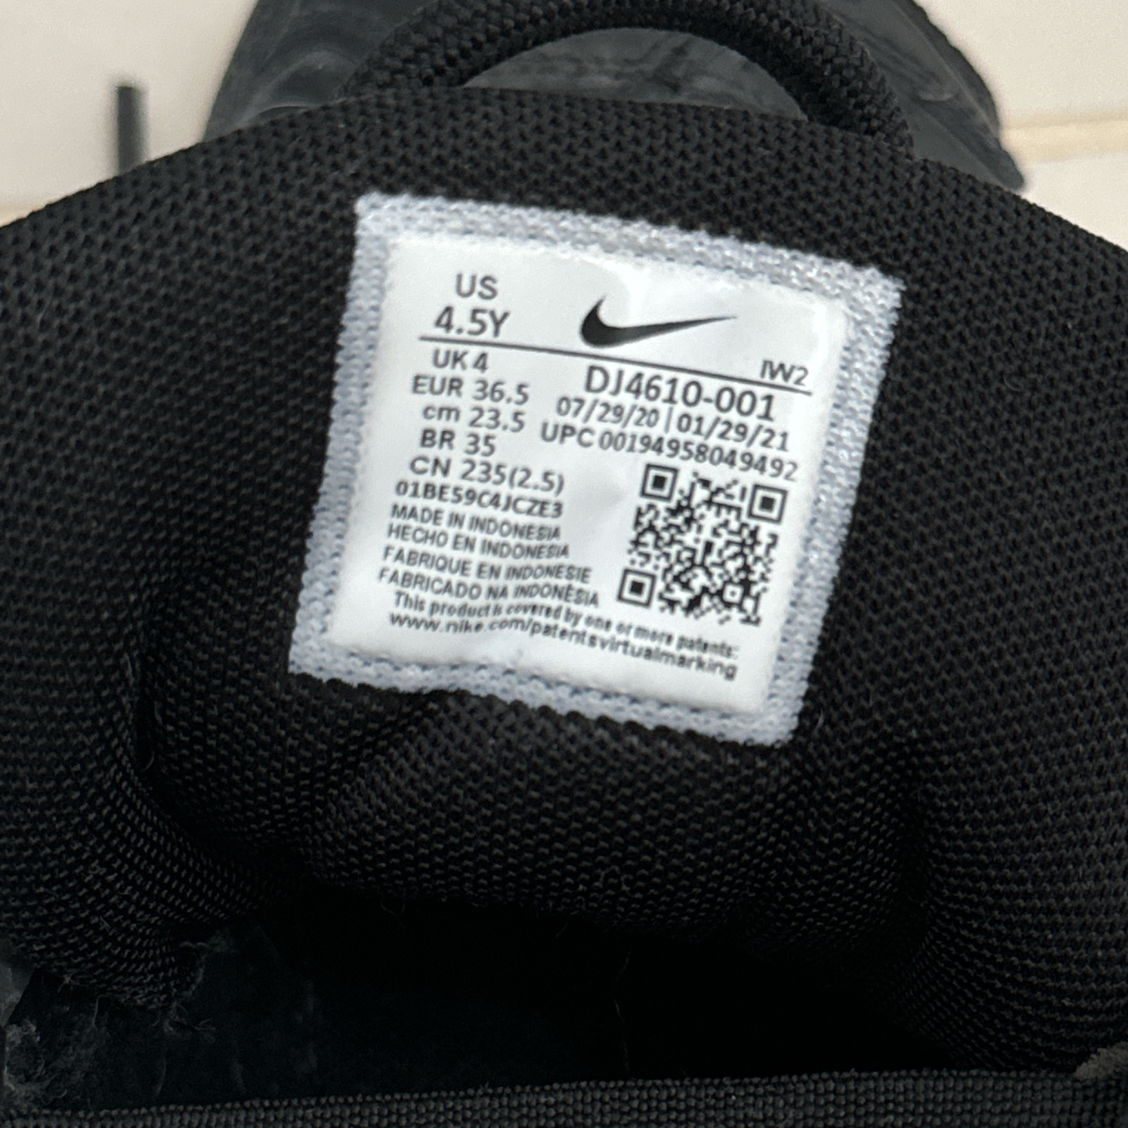 US
4.5Y
IW2
UK 4
DJ4610-001
EUR 36.5
07/29/20 | 01/29/21
cm 23.5
UPC 00194958049492
BR 35
CN 235(2.5)
01BE59C4JCZE3
MADE IN INDONESIA
HECHO EN INDONESIA
FABRIQUE EN INDONESIE
FABRICADO NA INDONÉSIA
This product is covered by one or more patents:
www.nike.com/patentsvirtualmarking